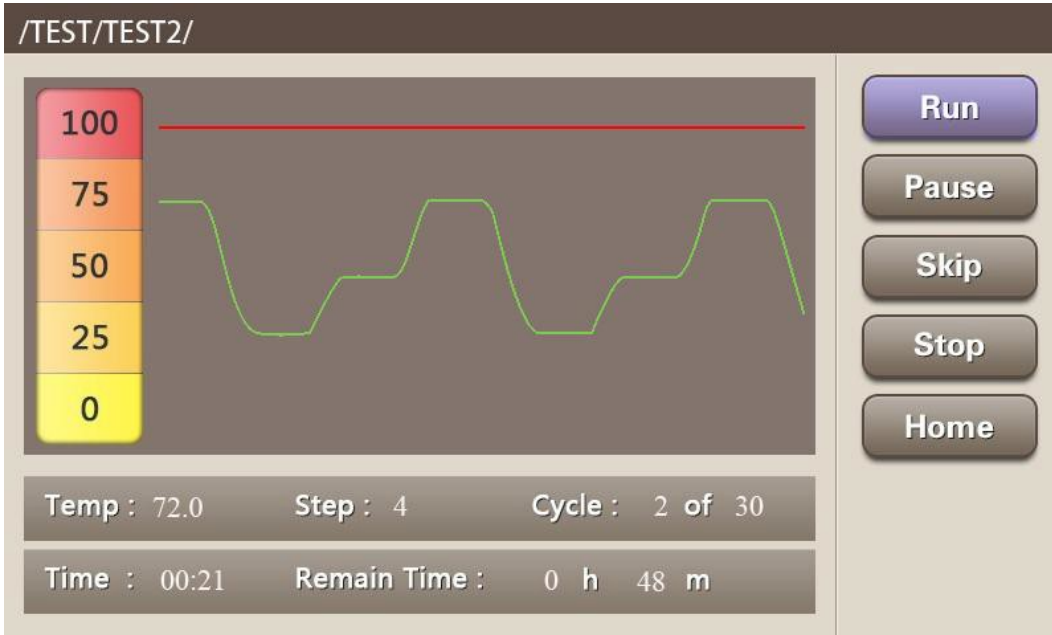 /TEST/TEST2/
100
75
50
25
0
Run
Pause
Skip
Stop
Home
Temp : 72.0 Step : 4 Cycle : 2 of 30
Time : 00:21 Remain Time : 0 h 48 m